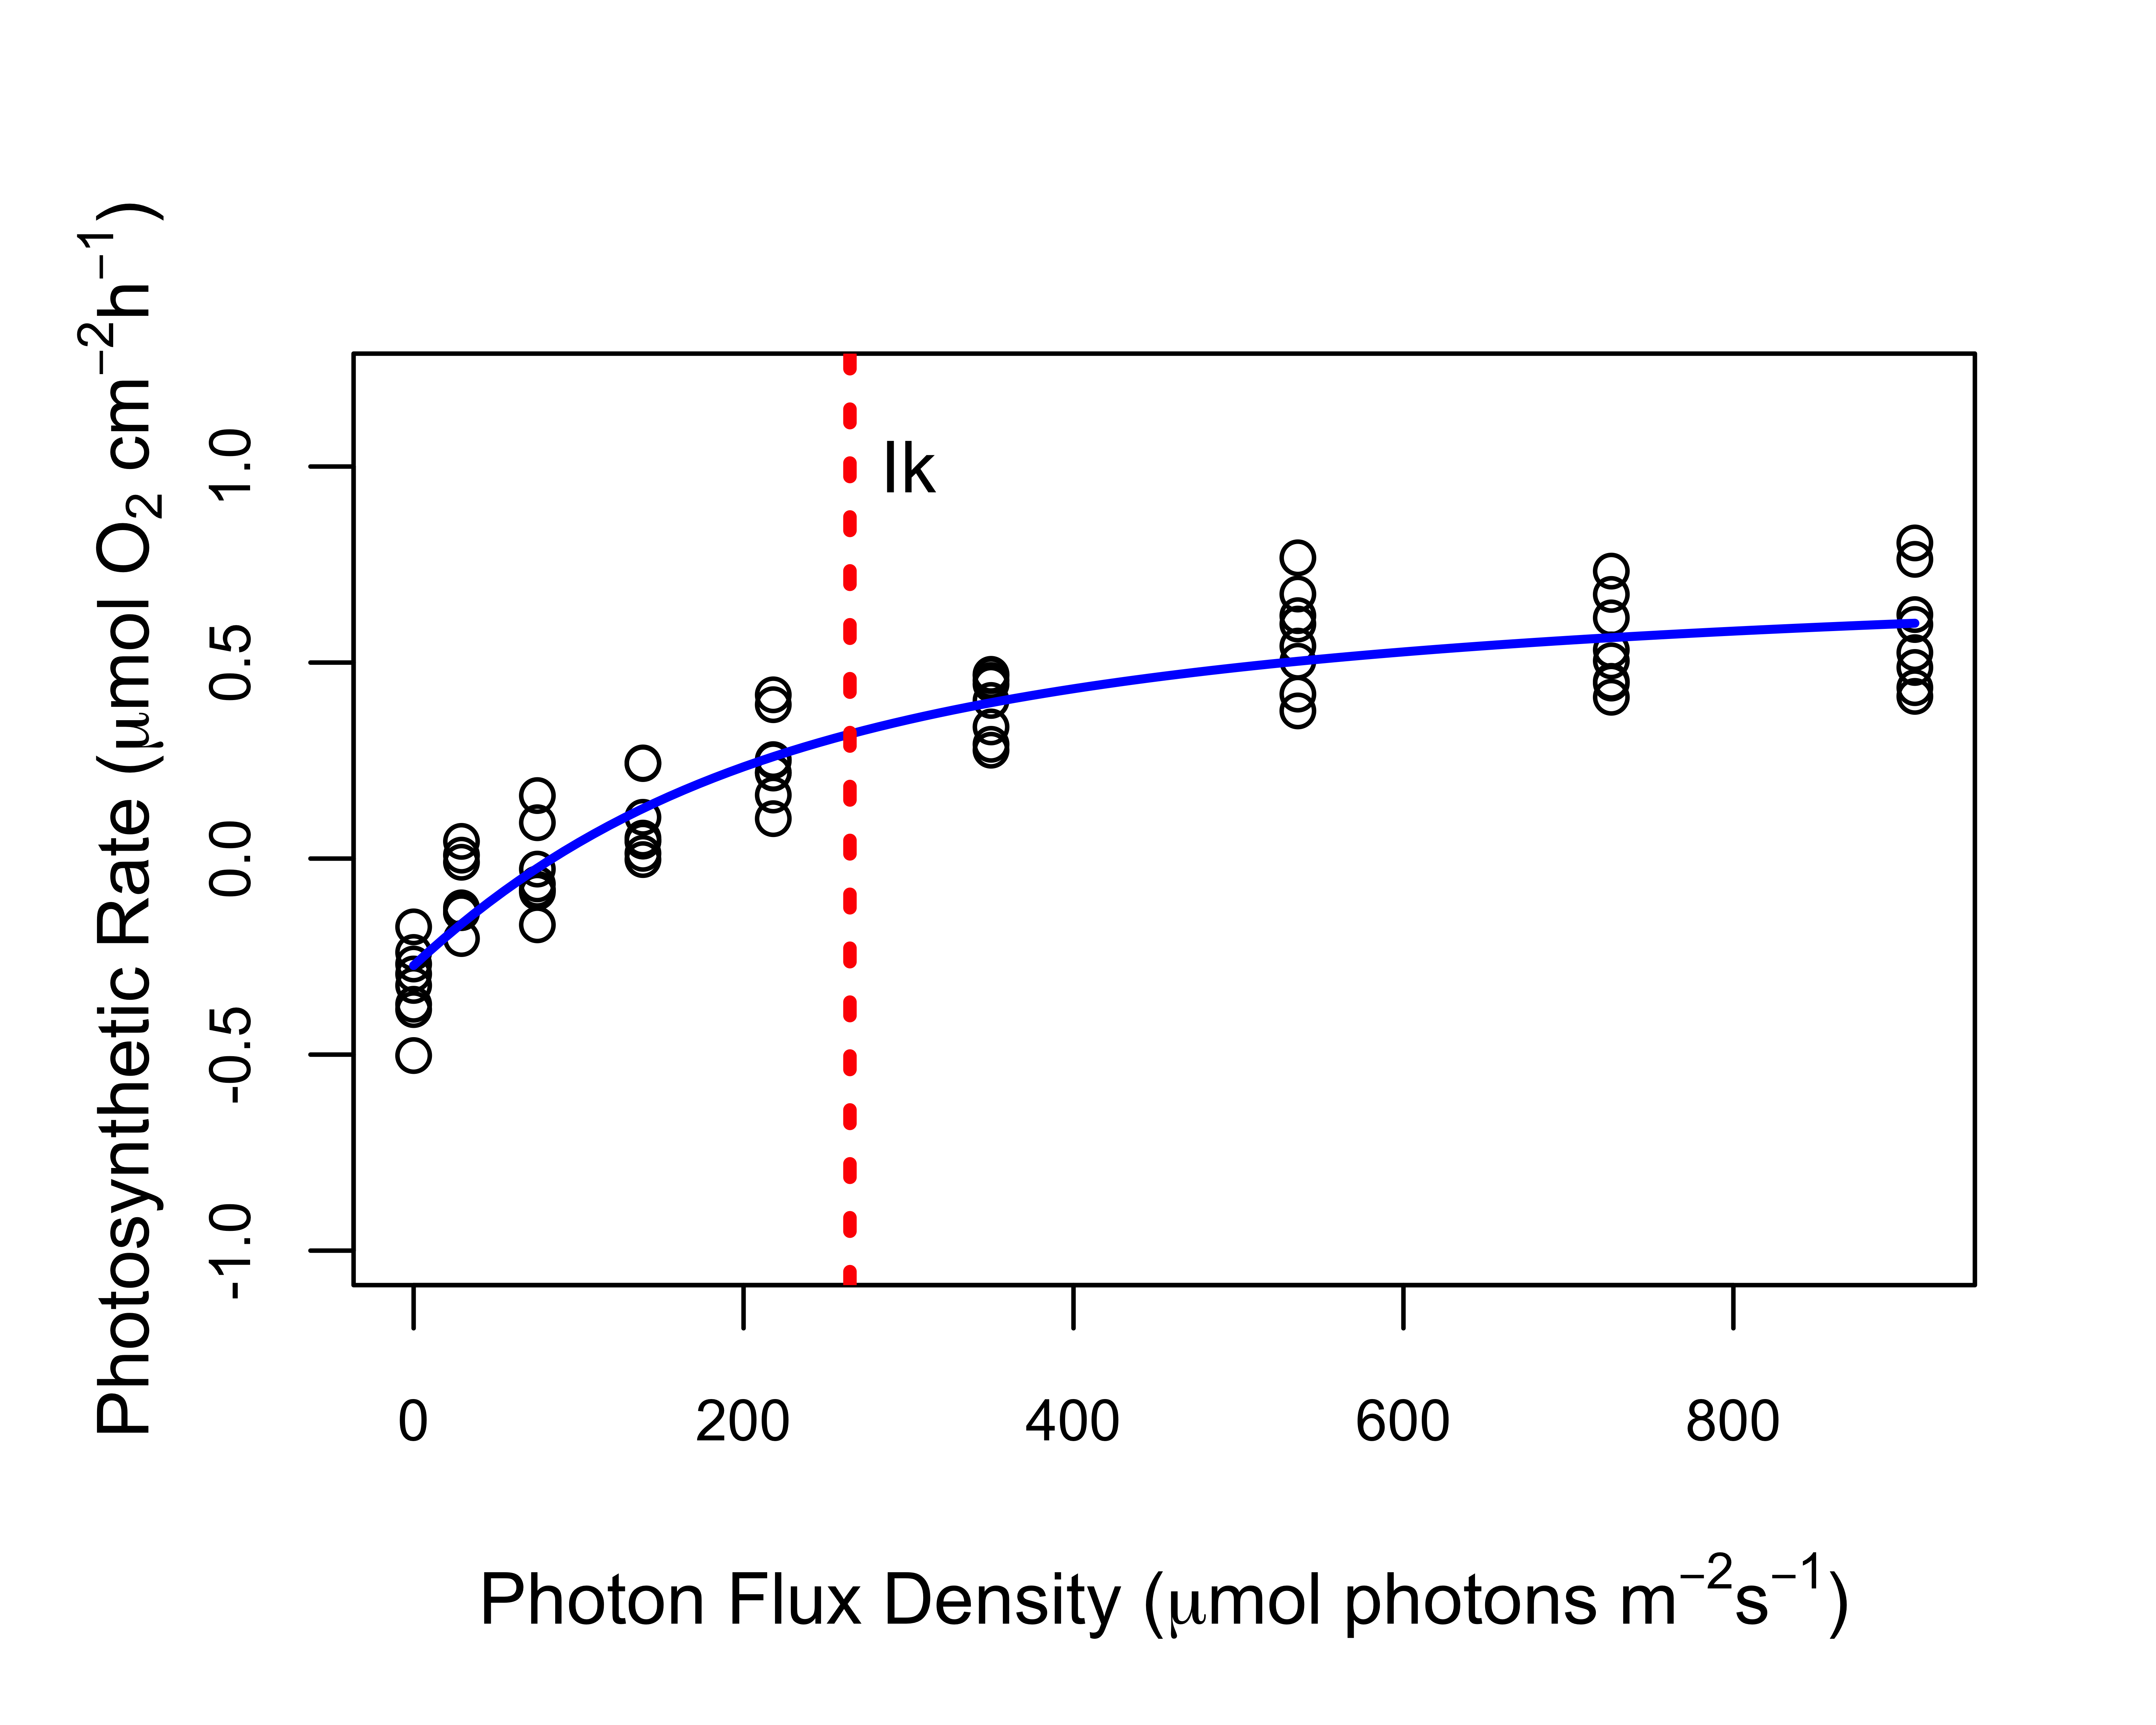 Photosynthetic Rate (μmol O₂ cm⁻²h⁻¹)
1.0
0.5
0.0
-0.5
-1.0
Ik
0 200 400 600 800
Photon Flux Density (μmol photons m⁻²s⁻¹)